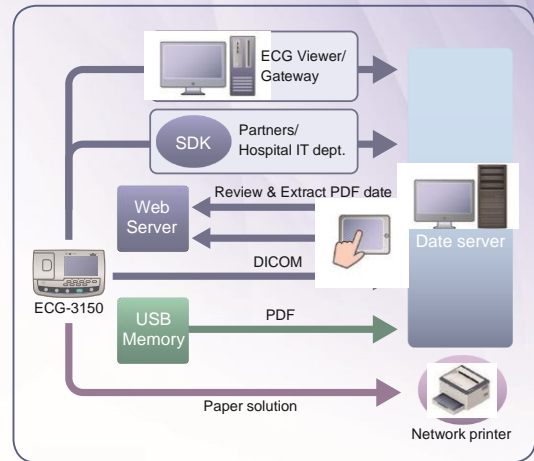 ECG Viewer/
Gateway
SDK
Partners/
Hospital IT dept.
Review & Extract PDF date
Web
Server
Date server
DICOM
ECG-3150
USB
Memory
PDF
Paper solution
Network printer